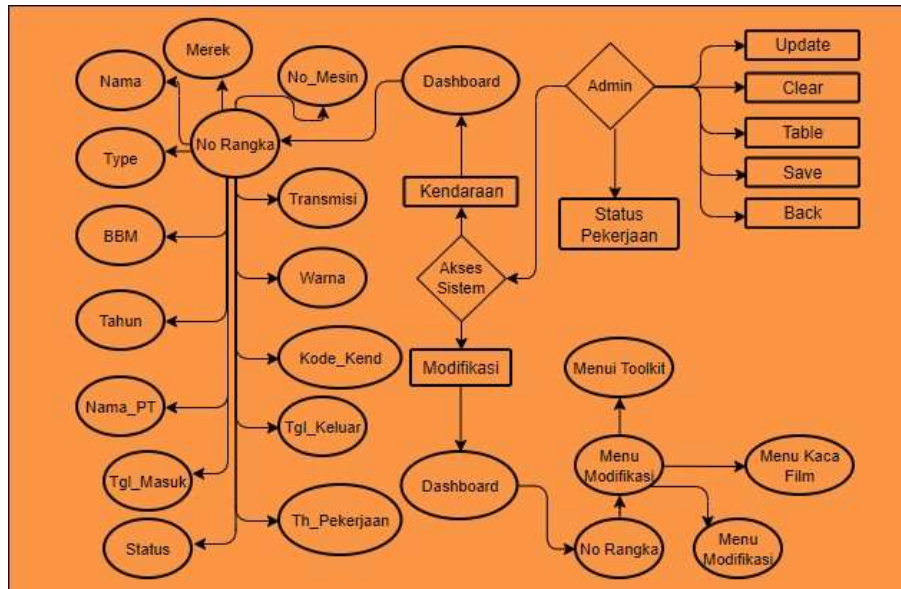 Merek
Nama
No_Mesin
Dashboard
Admin
Update
Clear
Table
Save
Back
No Rangka
Type
Transmisi
Kendaraan
Status
Pekerjaan
BBM
Warna
Akses
Sistem
Tahun
Kode_Kend
Modifikasi
Menui Toolkit
Nama_PT
Tgl_Keluar
Menu
Modifikasi
Menu Kaca
Film
Tgl_Masuk
Dashboard
Th_Pekerjaan
Status
No Rangka
Menu
Modifikasi